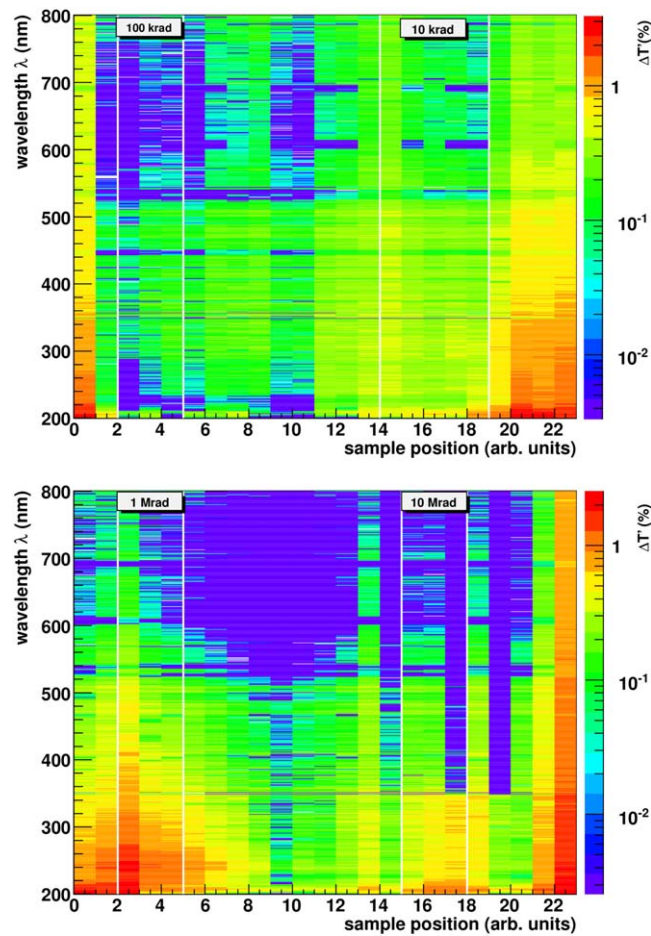 100 krad
10 krad
wavelength λ (nm)
800
700
600
500
400
300
200
0 2 4 6 8 10 12 14 16 18 20 22
sample position (arb. units)
ΔT'(%)
1
10⁻¹
10⁻²
1 Mrad
10 Mrad
wavelength λ (nm)
800
700
600
500
400
300
200
0 2 4 6 8 10 12 14 16 18 20 22
sample position (arb. units)
ΔT' (%)
1
10⁻¹
10⁻²